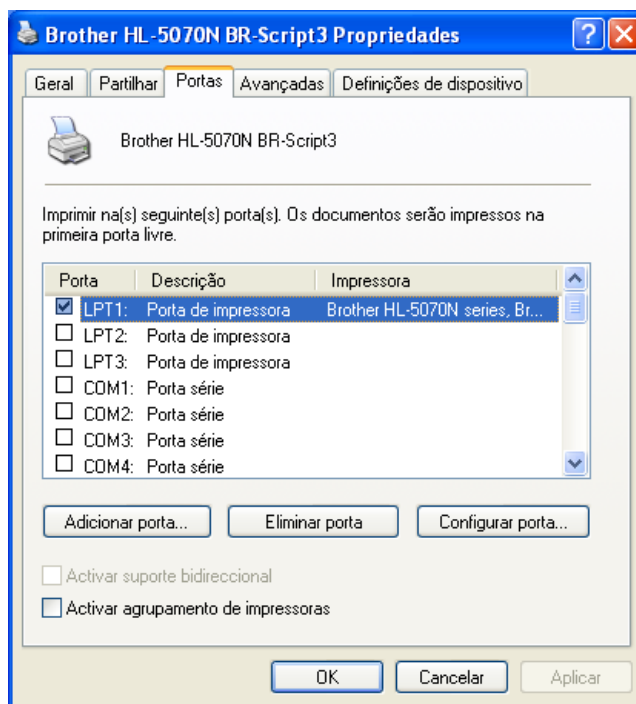 Brother HL-5070N BR-Script3 Propriedades
Geral Partilhar Portas Avançadas Definições de dispositivo
Brother HL-5070N BR-Script3
Imprimir na(s) seguinte(s) porta(s). Os documentos serão impressos na
primeira porta livre.
Porta Descrição Impressora
LPT1: Porta de impressora Brother HL-5070N series, Br...
LPT2: Porta de impressora
LPT3: Porta de impressora
COM1: Porta série
COM2: Porta série
COM3: Porta série
COM4: Porta série
Adicionar porta... Eliminar porta Configurar porta...
Activar suporte bidireccional
Activar agrupamento de impressoras
OK Cancelar Aplicar